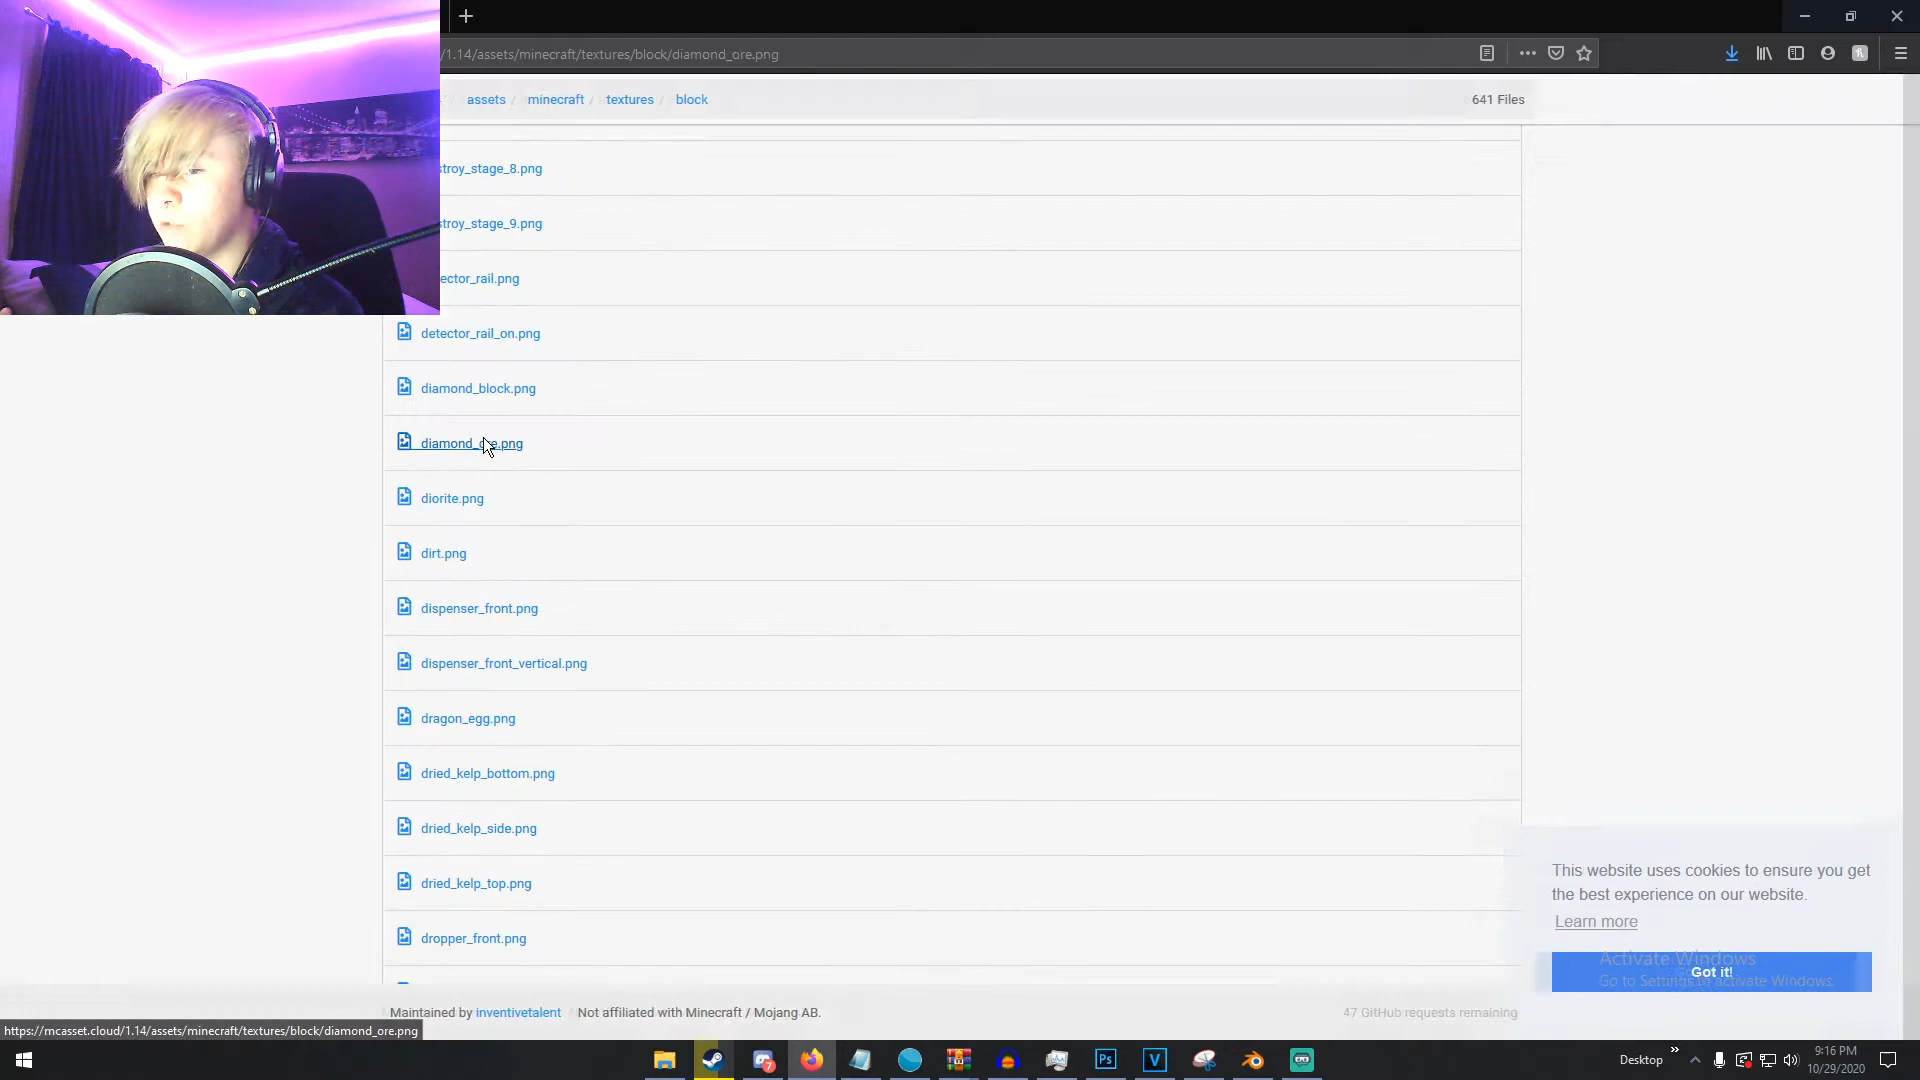 /1.14/assets/minecraft/textures/block/diamond_ore.png
/ assets / minecraft / textures / block
641 Files
stroy_stage_8.png
stroy_stage_9.png
ector_rail.png
detector_rail_on.png
diamond_block.png
diamond_ore.png
diorite.png
dirt.png
dispenser_front.png
dispenser_front_vertical.png
dragon_egg.png
dried_kelp_bottom.png
dried_kelp_side.png
dried_kelp_top.png
dropper_front.png
This website uses cookies to ensure you get
the best experience on our website.
Learn more
Activate Windows
Got it!
Go to Settings to activate Windows.
Maintained by inventivetalent Not affiliated with Minecraft / Mojang AB.
47 GitHub requests remaining
https://mcasset.cloud/1.14/assets/minecraft/textures/block/diamond_ore.png
7
Ps
V
Desktop
9:16 PM
10/29/2020